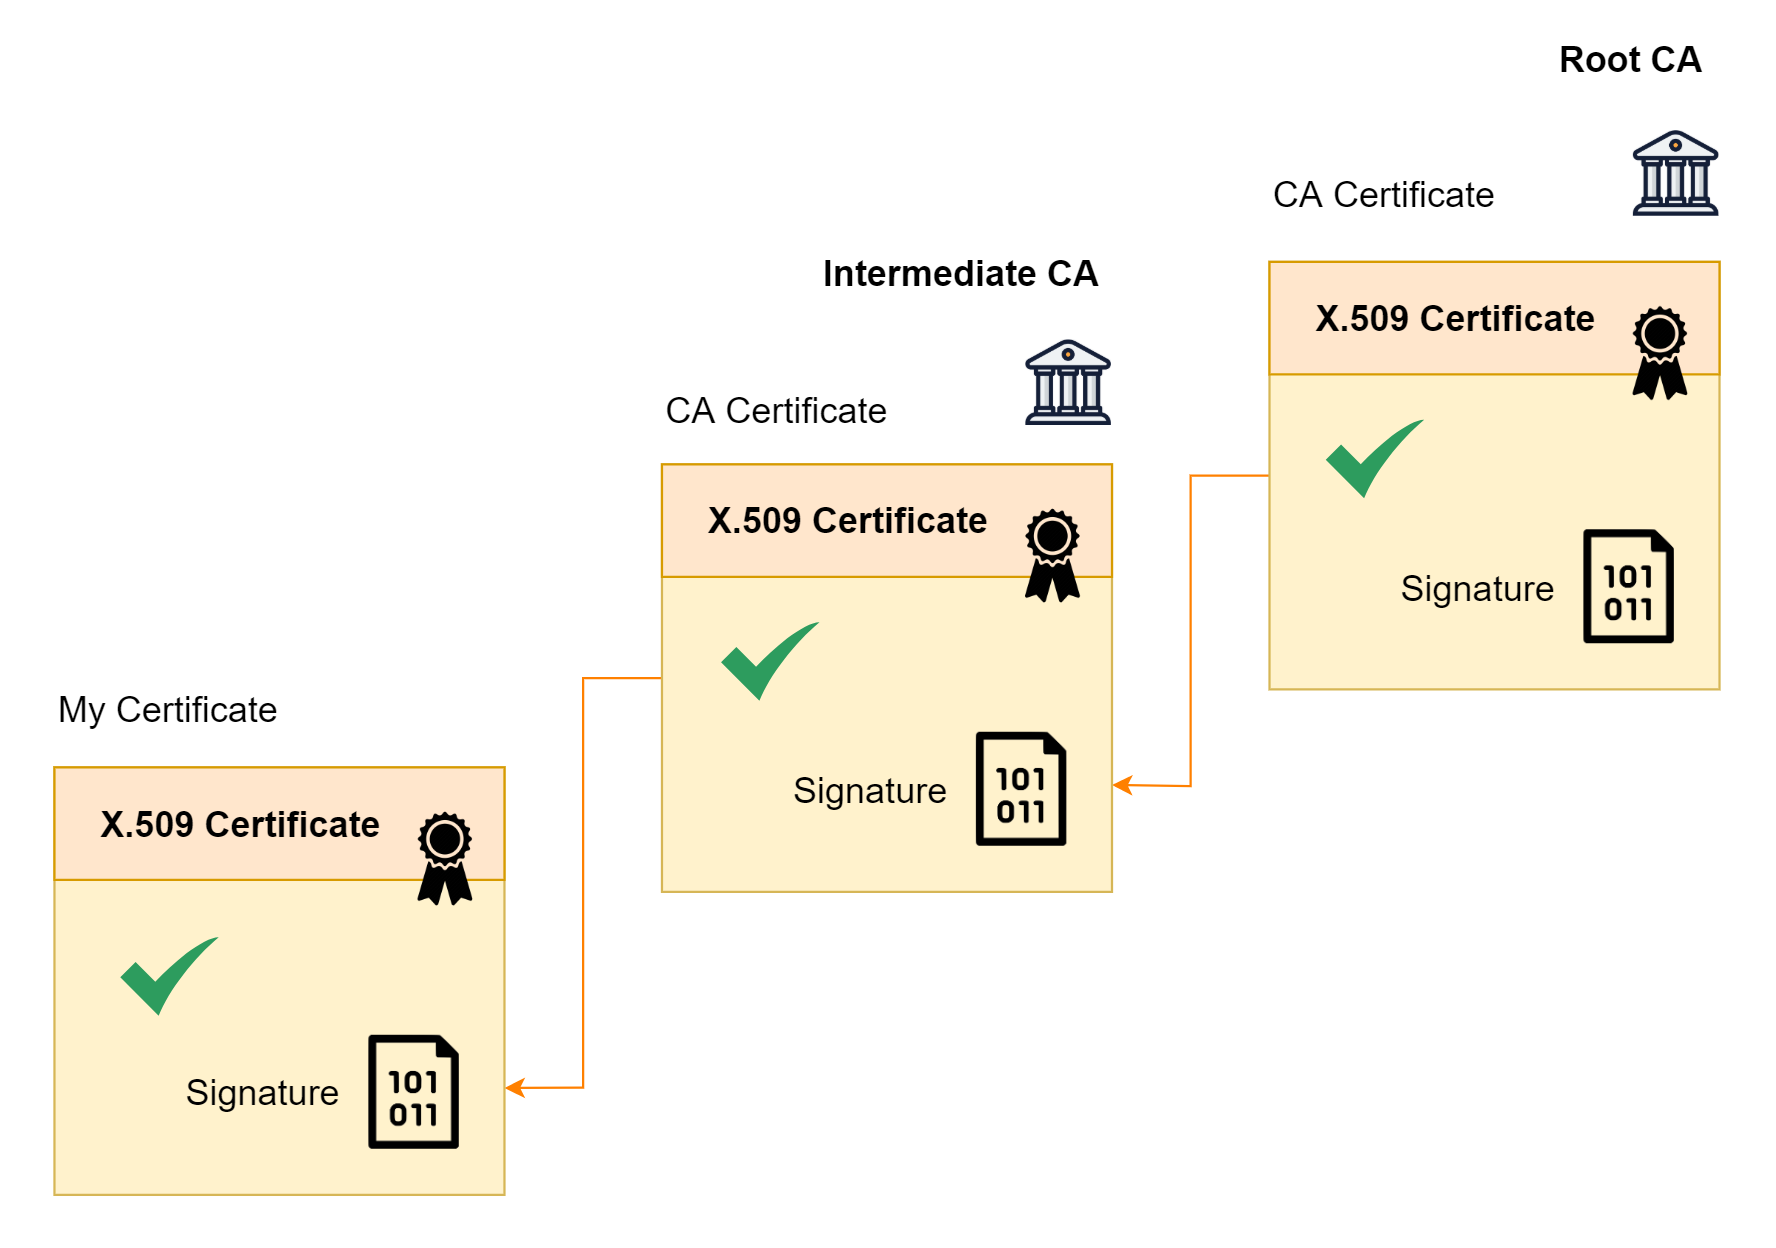 Root CA
CA Certificate
X.509 Certificate
Signature
101
011
Intermediate CA
CA Certificate
X.509 Certificate
Signature
101
011
My Certificate
X.509 Certificate
Signature
101
011